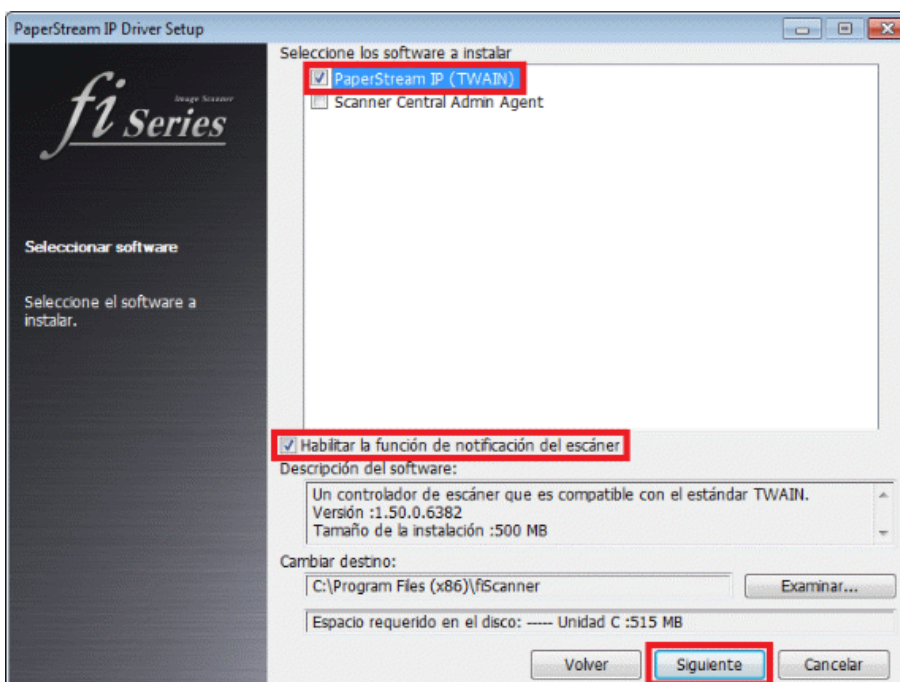 PaperStream IP Driver Setup
Seleccione los software a instalar
PaperStream IP (TWAIN)
Scanner Central Admin Agent
Image Scanner
fi Series
Seleccionar software
Seleccione el software a
instalar.
Habilitar la función de notificación del escáner
Descripción del software:
Un controlador de escáner que es compatible con el estándar TWAIN.
Versión :1.50.0.6382
Tamaño de la instalación :500 MB
Cambiar destino:
C:\Program Files (x86)\fiScanner
Examinar...
Espacio requerido en el disco: ----- Unidad C :515 MB
Volver
Siguiente
Cancelar